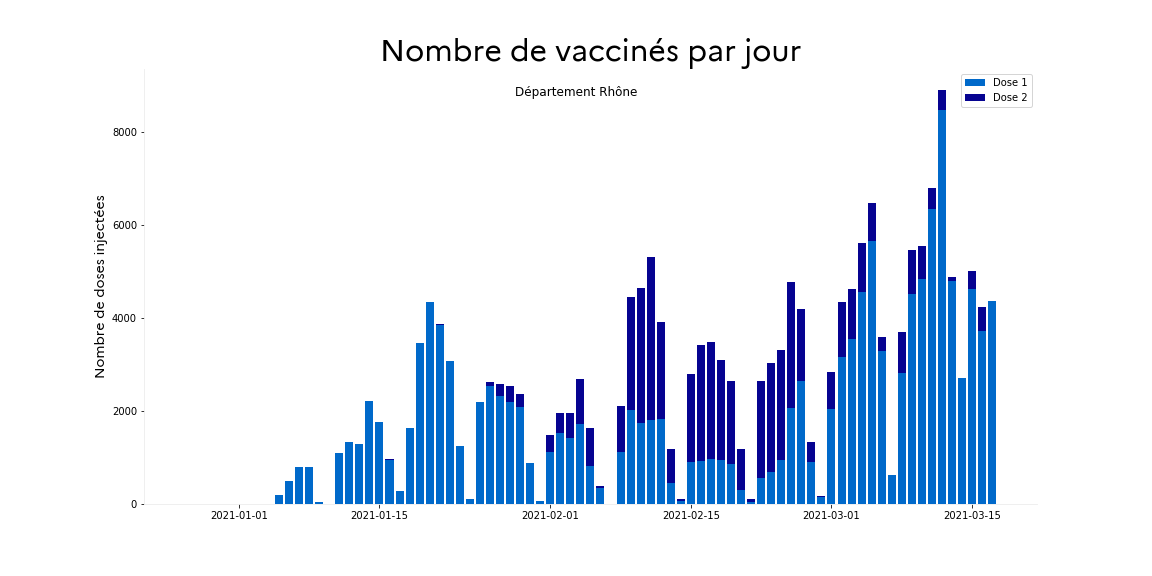 Nombre de vaccinés par jour
Département Rhône
Dose 1
Dose 2
Nombre de doses injectées
8000
6000
4000
2000
0
2021-01-01
2021-01-15
2021-02-01
2021-02-15
2021-03-01
2021-03-15